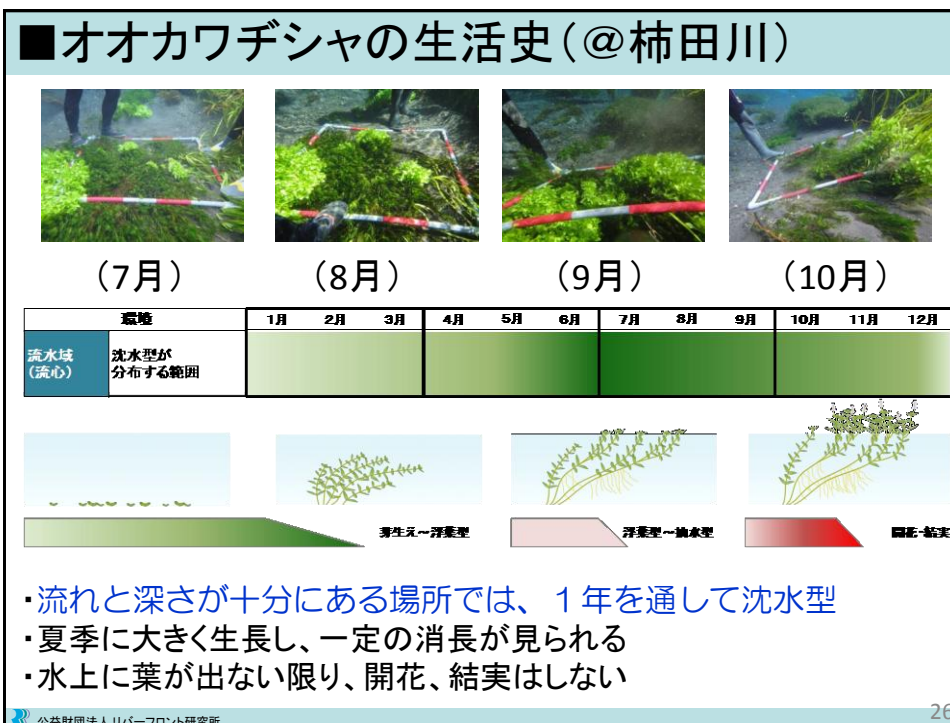 ■オオカワヂシャの生活史(@柿田川)
(7月)
(8月)
(9月)
(10月)
環境 1月 2月 3月 4月 5月 6月 7月 8月 9月 10月 11月 12月
流水域 沈水型が
(流心) 分布する範囲
芽生え~浮葉型
浮葉型~抽水型
開花・結実
・流れと深さが十分にある場所では、1年を通して沈水型
・夏季に大きく生長し、一定の消長が見られる
・水上に葉が出ない限り、開花、結実はしない
公益財団法人 リバーフロント研究所
26